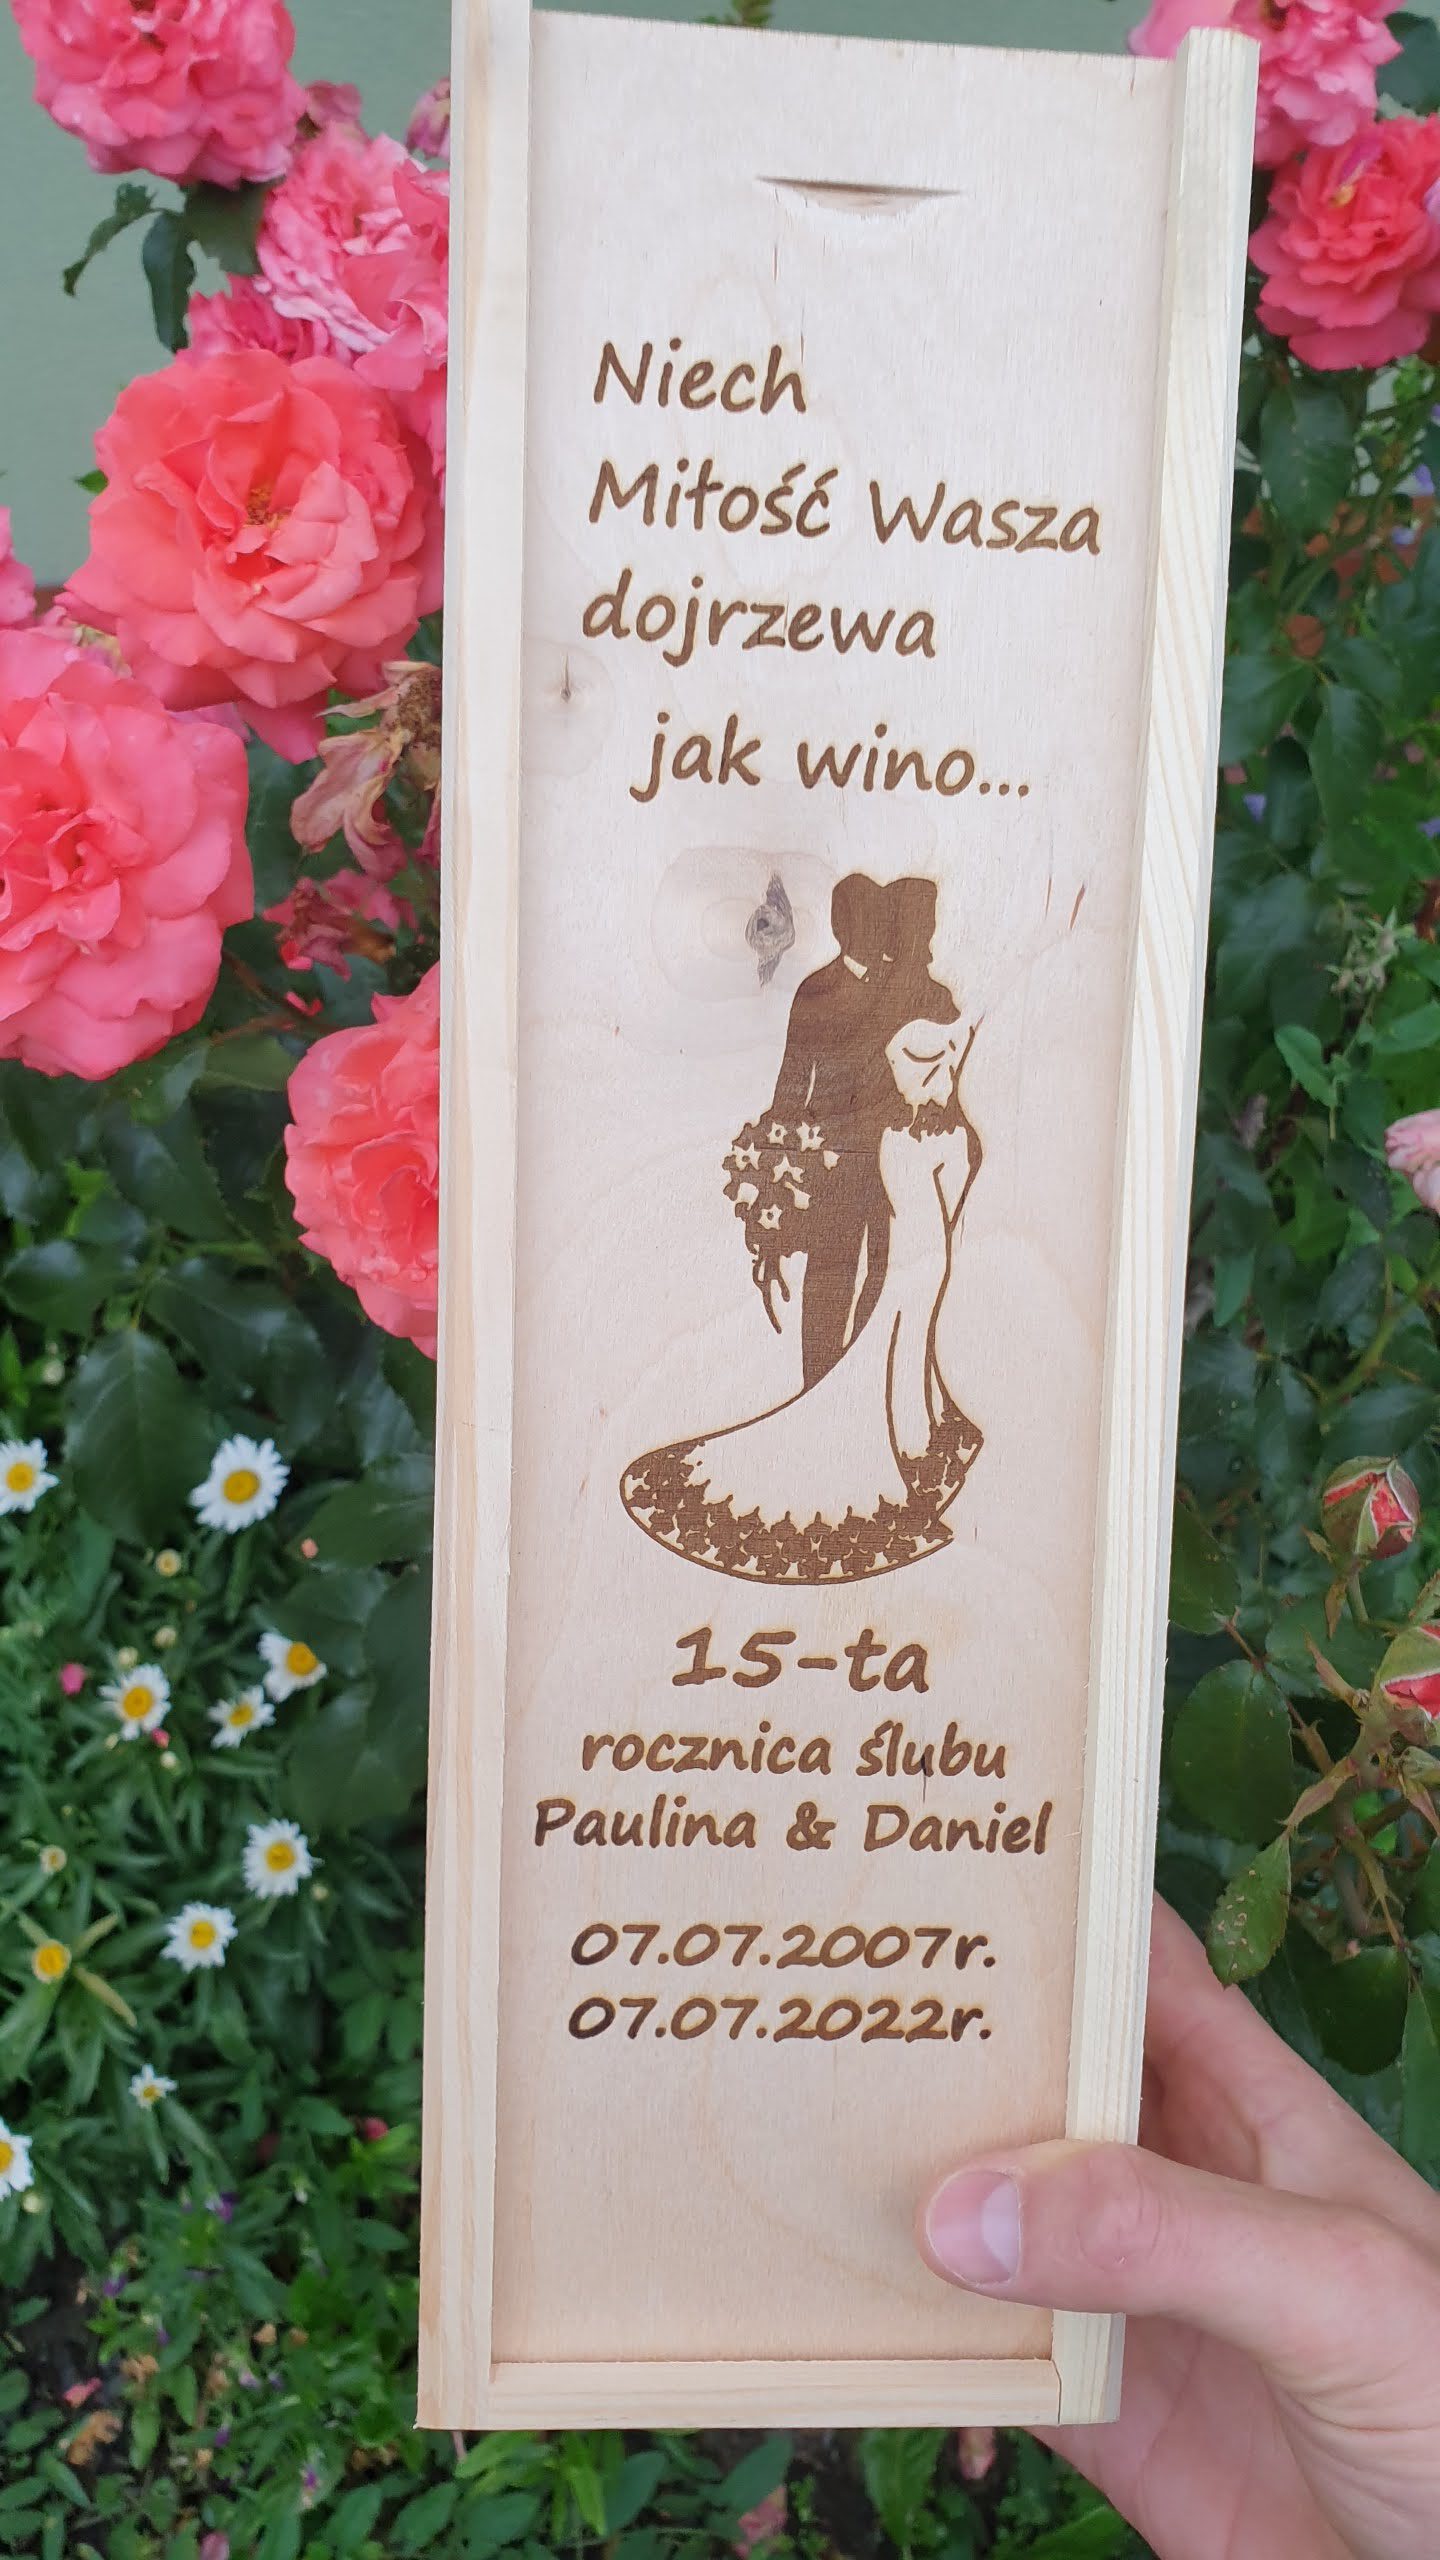 Niech
Miłość Wasza
dojrzewa
jak wino...
15-ta
rocznica ślubu
Paulina & Daniel
07.07.2007r.
07.07.2022r.